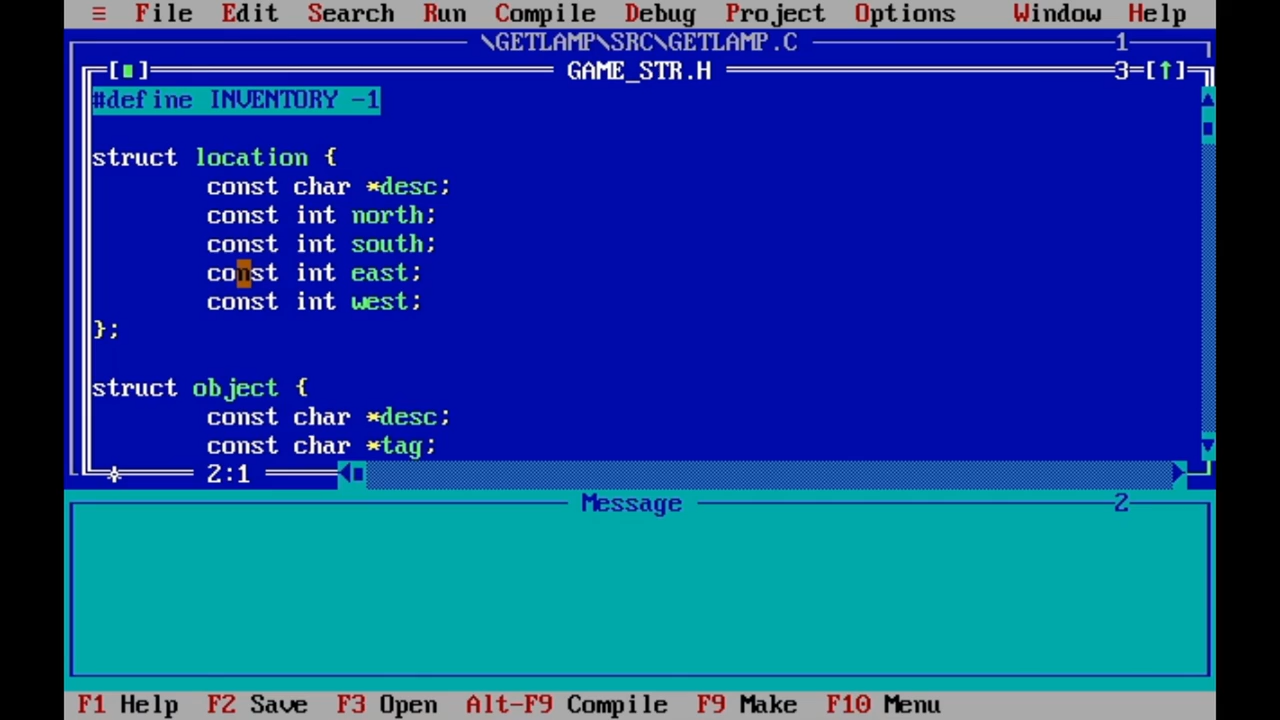 ≡ File Edit Search Run Compile Debug Project Options Window Help
\GETLAMP\SRC\GETLAMP.C 1
[■] GAME_STR.H 3=[↑]
#define INVENTORY -1
struct location {
const char *desc;
const int north;
const int south;
const int east;
const int west;
};
struct object {
const char *desc;
const char *tag;
2:1
Message 2
F1 Help F2 Save F3 Open Alt-F9 Compile F9 Make F10 Menu